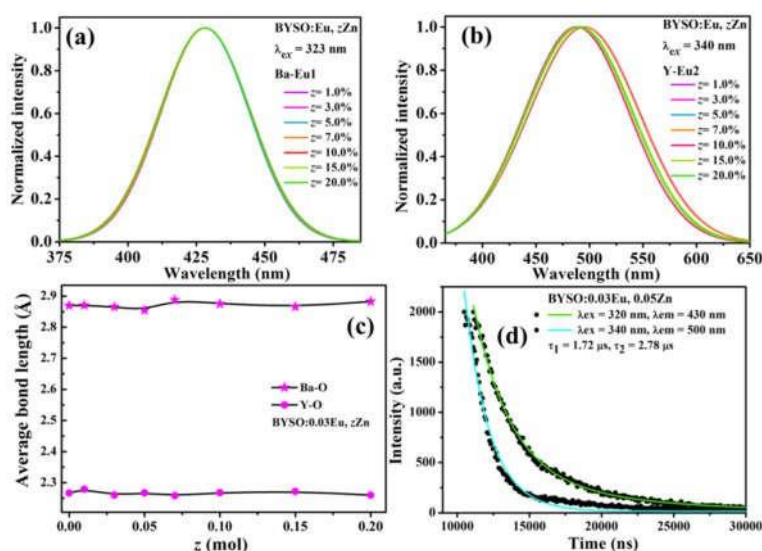 (a)
BYSO:Eu, zZn
λex = 323 nm
Ba-Eu1
z= 1.0%
z= 3.0%
z= 5.0%
z= 7.0%
z= 10.0%
z= 15.0%
z= 20.0%
Normalized intensity
1.0
0.8
0.6
0.4
0.2
0.0
375 400 425 450 475
Wavelength (nm)
(b)
BYSO:Eu, zZn
λex = 340 nm
Y-Eu2
z= 1.0%
z= 3.0%
z= 5.0%
z= 7.0%
z= 10.0%
z= 15.0%
z= 20.0%
Normalized intensity
1.0
0.8
0.6
0.4
0.2
0.0
400 450 500 550 600 650
Wavelength (nm)
(c)
Average bond length (Å)
2.9
2.8
2.7
2.6
2.5
2.4
2.3
Ba-O
Y-O
BYSO:0.03Eu, zZn
0.00 0.05 0.10 0.15 0.20
z (mol)
(d)
BYSO:0.03Eu, 0.05Zn
λex = 320 nm, λem = 430 nm
λex = 340 nm, λem = 500 nm
τ1 = 1.72 μs, τ2 = 2.78 μs
Intensity (a.u.)
2000
1500
1000
500
0
10000 15000 20000 25000 30000
Time (ns)